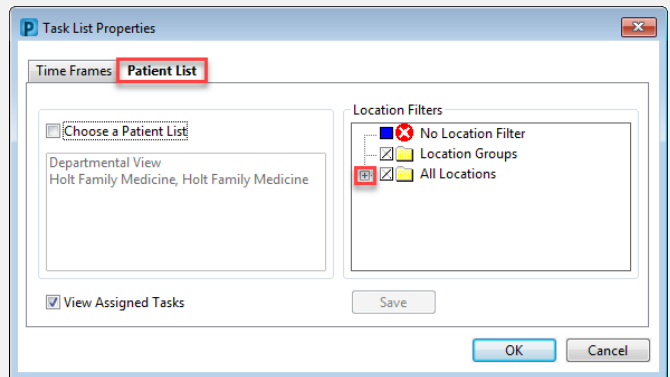 P Task List Properties
Time Frames Patient List
Choose a Patient List
Departmental View
Holt Family Medicine, Holt Family Medicine
View Assigned Tasks
Location Filters
No Location Filter
Location Groups
All Locations
Save
OK Cancel